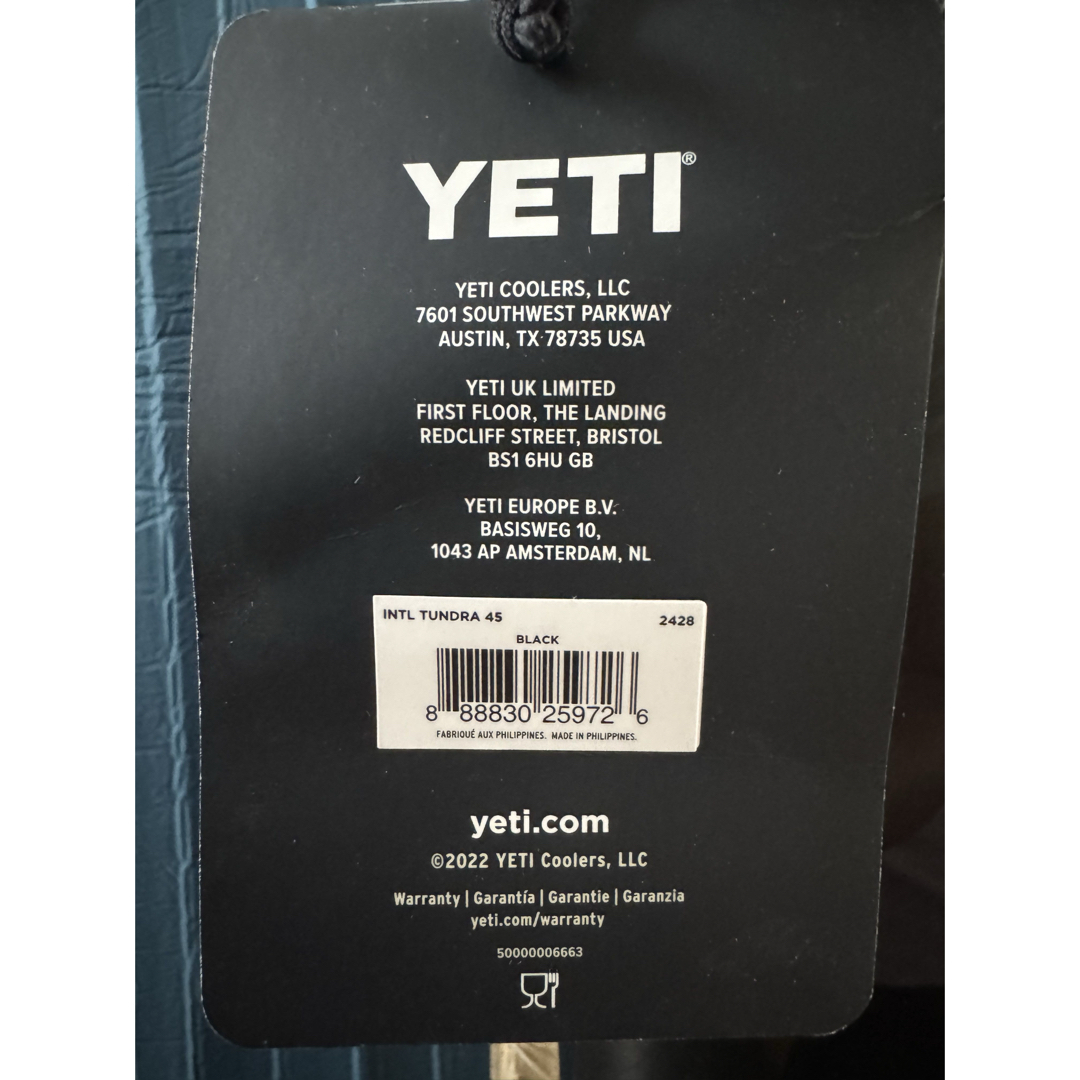 YETI®
YETI COOLERS, LLC
7601 SOUTHWEST PARKWAY
AUSTIN, TX 78735 USA
YETI UK LIMITED
FIRST FLOOR, THE LANDING
REDCLIFF STREET, BRISTOL
BS1 6HU GB
YETI EUROPE B.V.
BASISWEG 10,
1043 AP AMSTERDAM, NL
INTL TUNDRA 45 2428
BLACK
8 88830 25972 6
FABRIQUÉ AUX PHILIPPINES. MADE IN PHILIPPINES.
yeti.com
©2022 YETI Coolers, LLC
Warranty | Garantía | Garantie | Garanzia
yeti.com/warranty
50000006663